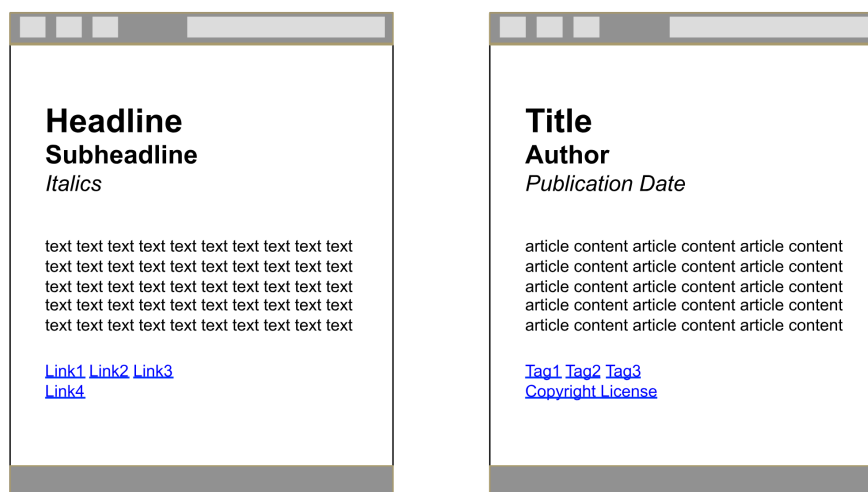 Headline
Subheadline
Italics
text text text text text text text text text text
text text text text text text text text text text
text text text text text text text text text text
text text text text text text text text text text
text text text text text text text text text text
Link1 Link2 Link3
Link4
Title
Author
Publication Date
article content article content article content
article content article content article content
article content article content article content
article content article content article content
article content article content article content
Tag1 Tag2 Tag3
Copyright License